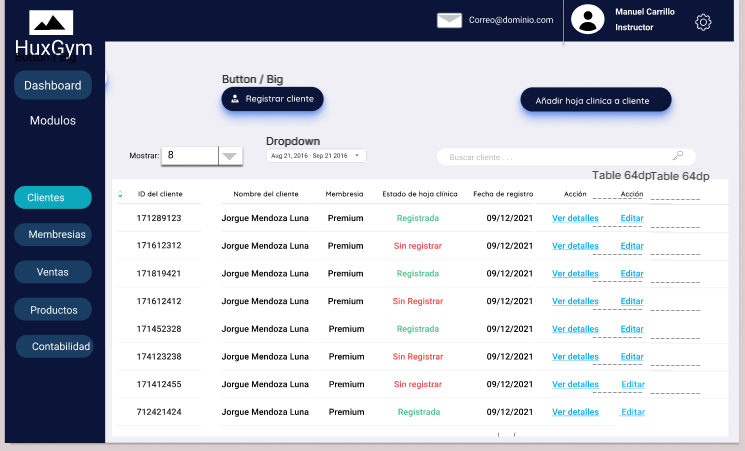 Correo@dominio.com
Manuel Carrillo
Instructor
HuxGym
Button / Big
Dashboard
Modulos
Clientes
Membresias
Ventas
Productos
Contabilidad
Button / Big
Registrar cliente
Añadir hoja clinica a cliente
Mostrar: 8
Dropdown
Aug 21, 2016 - Sep 21 2016
Buscar cliente . . .
Table 64dp Table 64dp
ID del cliente Nombre del cliente Membresia Estado de hoja clínica Fecha de registro Acción Acción
171289123 Jorgue Mendoza Luna Premium Registrada 09/12/2021 Ver detalles Editar
171612312 Jorgue Mendoza Luna Premium Sin registrar 09/12/2021 Ver detalles Editar
171819421 Jorgue Mendoza Luna Premium Registrada 09/12/2021 Ver detalles Editar
171612412 Jorgue Mendoza Luna Premium Sin Registrar 09/12/2021 Ver detalles Editar
171452328 Jorgue Mendoza Luna Premium Registrada 09/12/2021 Ver detalles Editar
174123238 Jorgue Mendoza Luna Premium Sin Registrar 09/12/2021 Ver detalles Editar
171412455 Jorgue Mendoza Luna Premium Sin registrar 09/12/2021 Ver detalles Editar
712421424 Jorgue Mendoza Luna Premium Registrada 09/12/2021 Ver detalles Editar